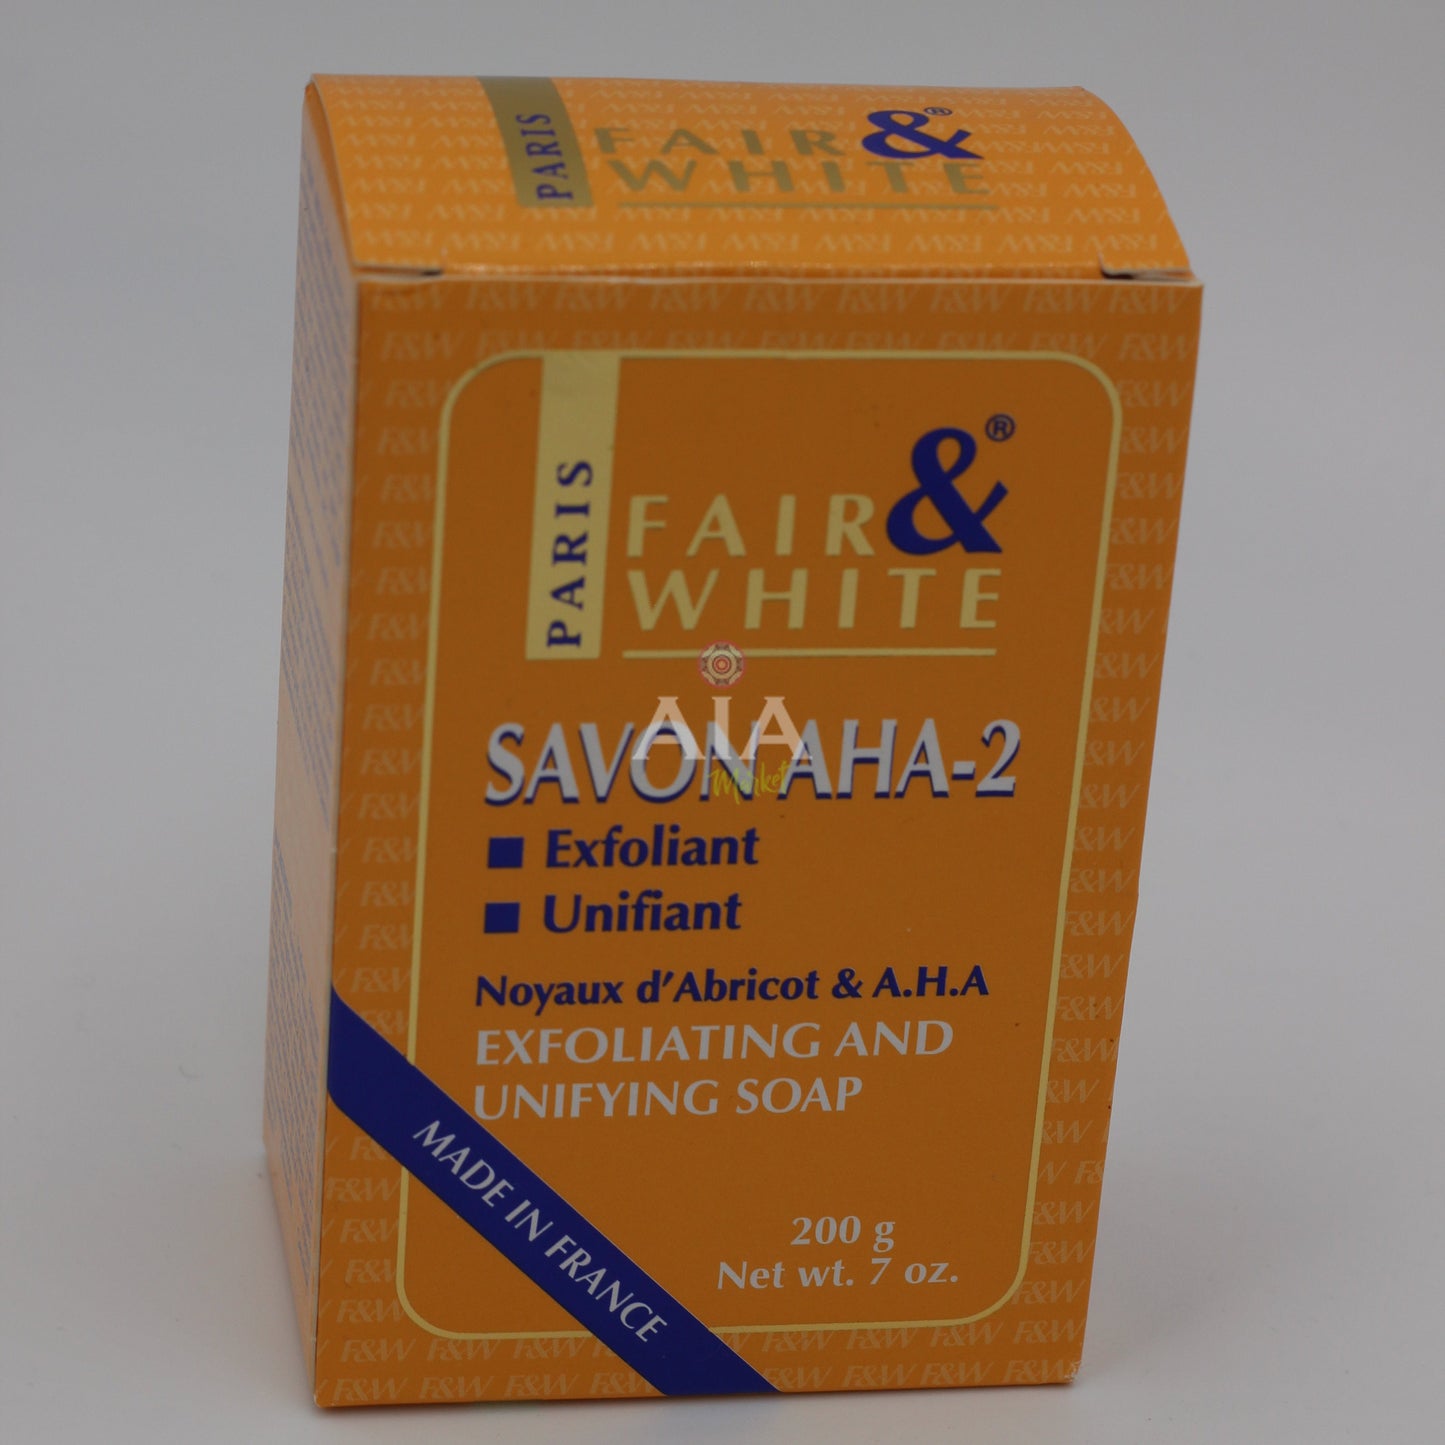 PARIS
FAIR &®
WHITE
PARIS
FAIR &®
WHITE
AIA
Market
SAVON AHA-2
■ Exfoliant
■ Unifiant
Noyaux d'Abricot & A.H.A
EXFOLIATING AND
UNIFYING SOAP
MADE IN FRANCE
200 g
Net wt. 7 oz.
F&W